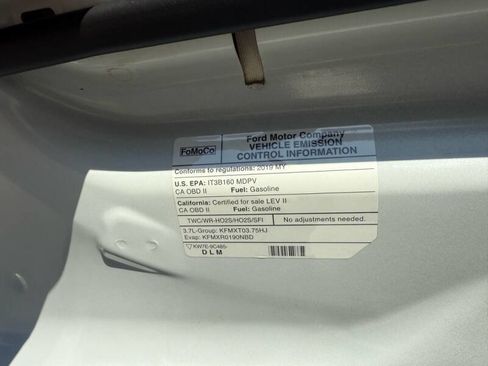 FoMoCo
Ford Motor Company
VEHICLE EMISSION
CONTROL INFORMATION
Conforms to regulations: 2019 MY
U.S. EPA: IT3B160 MDPV
CA OBD II Fuel: Gasoline
California: Certified for sale LEV II
CA OBD II Fuel: Gasoline
TWC/WR-HO2S/HO2S/SFI No adjustments needed.
3.7L-Group: KFMXT03.75HJ
Evap: KFMXR0190NBD
KW7E-9C485-
D L M